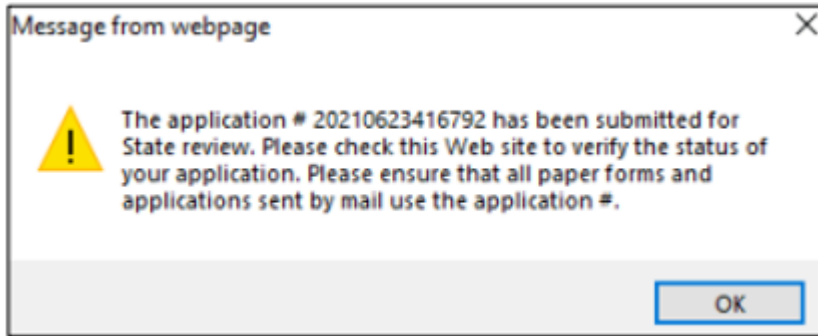 Message from webpage
The application # 20210623416792 has been submitted for
State review. Please check this Web site to verify the status of
your application. Please ensure that all paper forms and
applications sent by mail use the application #.
OK